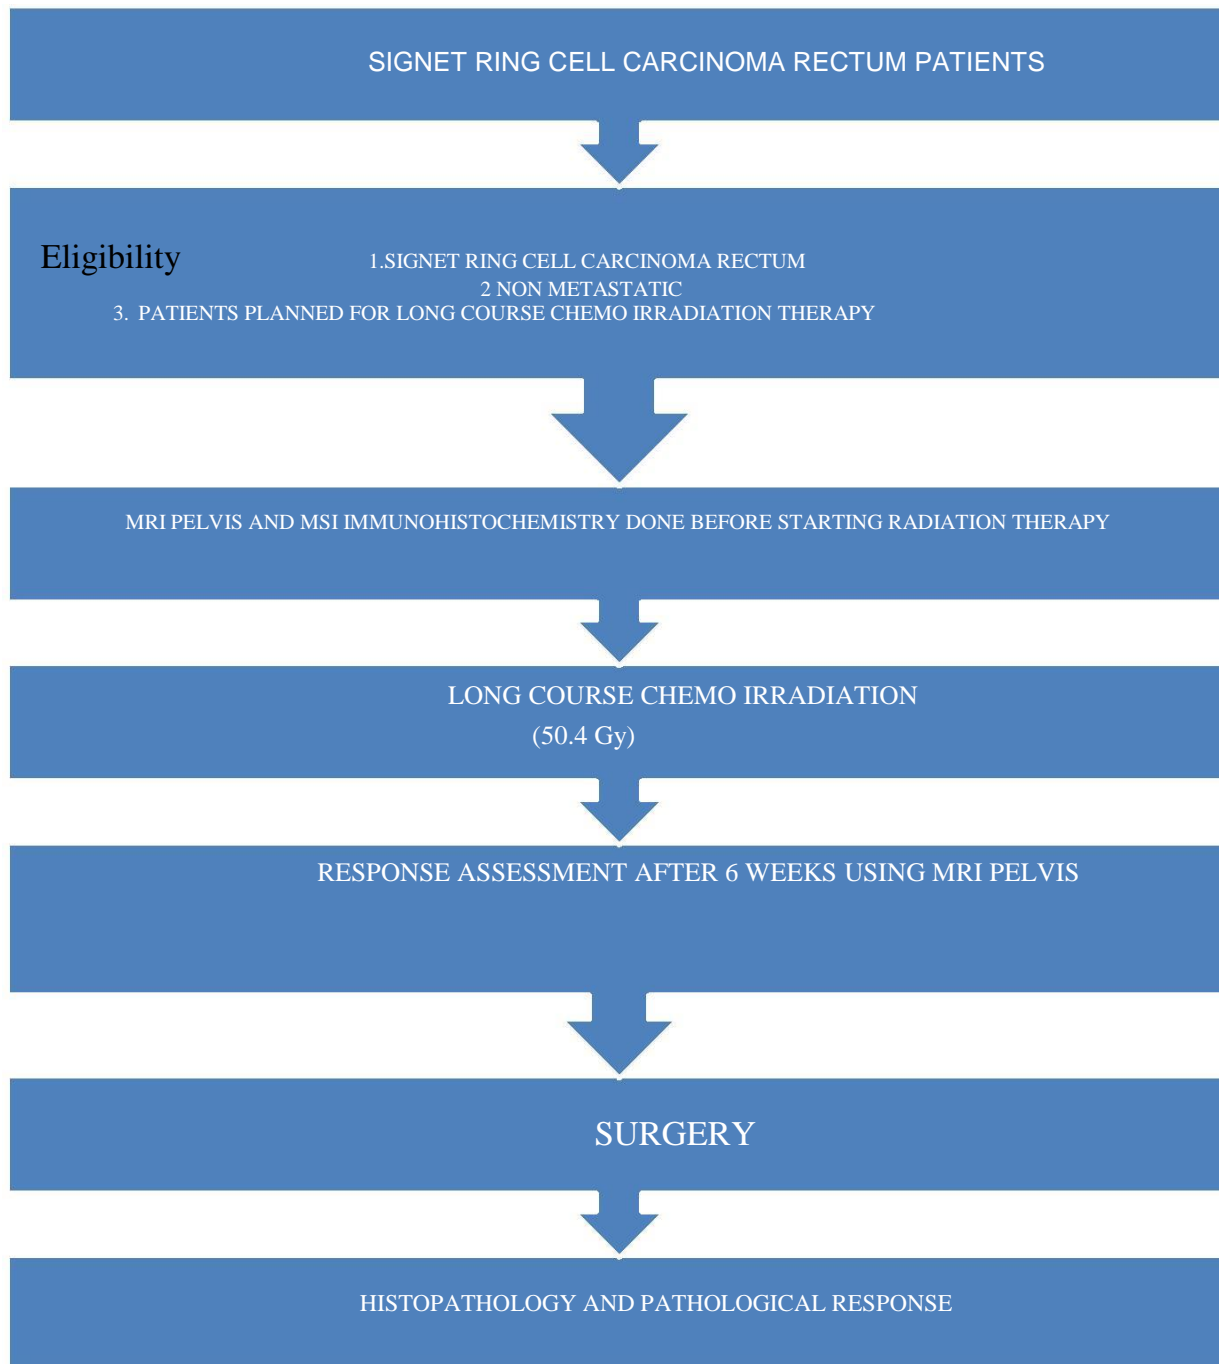 SIGNET RING CELL CARCINOMA RECTUM PATIENTS
Eligibility 1.SIGNET RING CELL CARCINOMA RECTUM
2 NON METASTATIC
3. PATIENTS PLANNED FOR LONG COURSE CHEMO IRRADIATION THERAPY
MRI PELVIS AND MSI IMMUNOHISTOCHEMISTRY DONE BEFORE STARTING RADIATION THERAPY
LONG COURSE CHEMO IRRADIATION
(50.4 Gy)
RESPONSE ASSESSMENT AFTER 6 WEEKS USING MRI PELVIS
SURGERY
HISTOPATHOLOGY AND PATHOLOGICAL RESPONSE